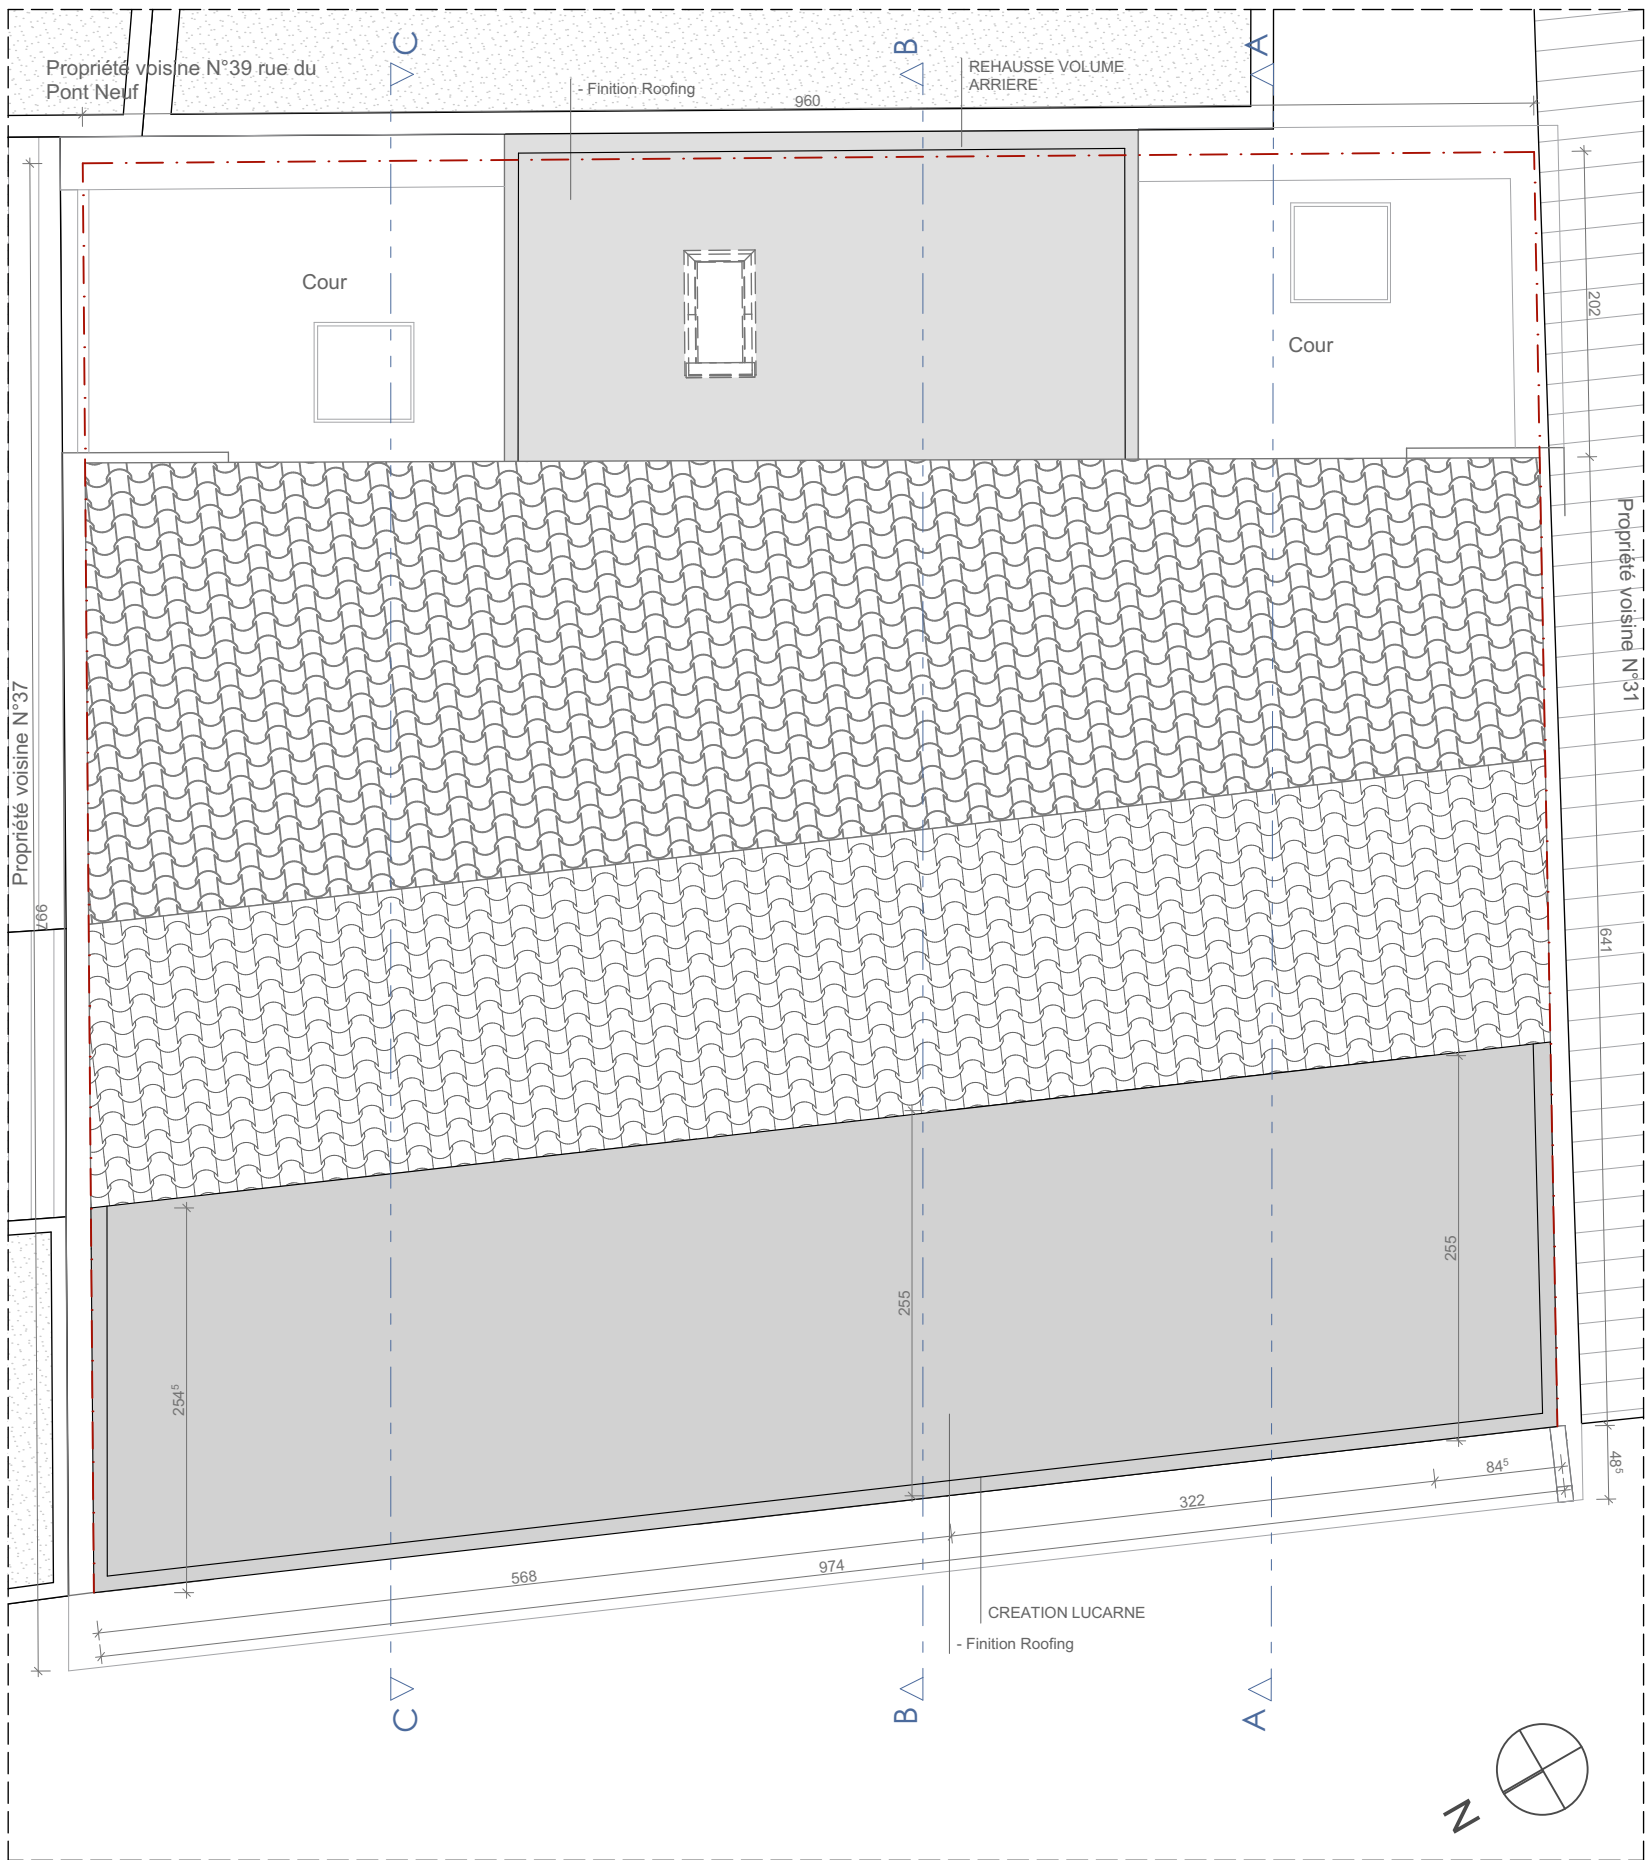 C
B
A
Propriété voisine N°39 rue du
Pont Neuf
- Finition Roofing
REHAUSSE VOLUME
ARRIERE
960
Cour
Cour
202
Propriété voisine N°31
Propriété voisine N°37
997
641
255
255
254⁵
48⁵
84⁵
322
568
974
CREATION LUCARNE
- Finition Roofing
C
B
A
N